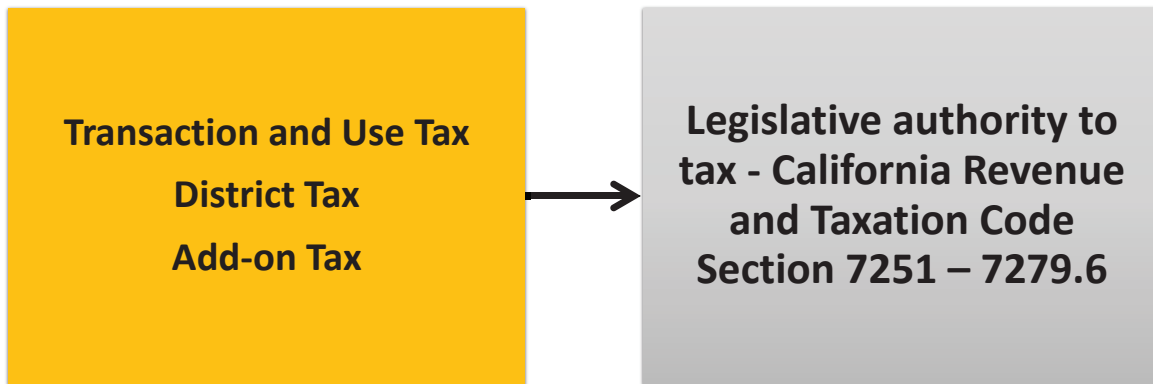 Transaction and Use Tax
District Tax
Add-on Tax
Legislative authority to
tax - California Revenue
and Taxation Code
Section 7251 – 7279.6